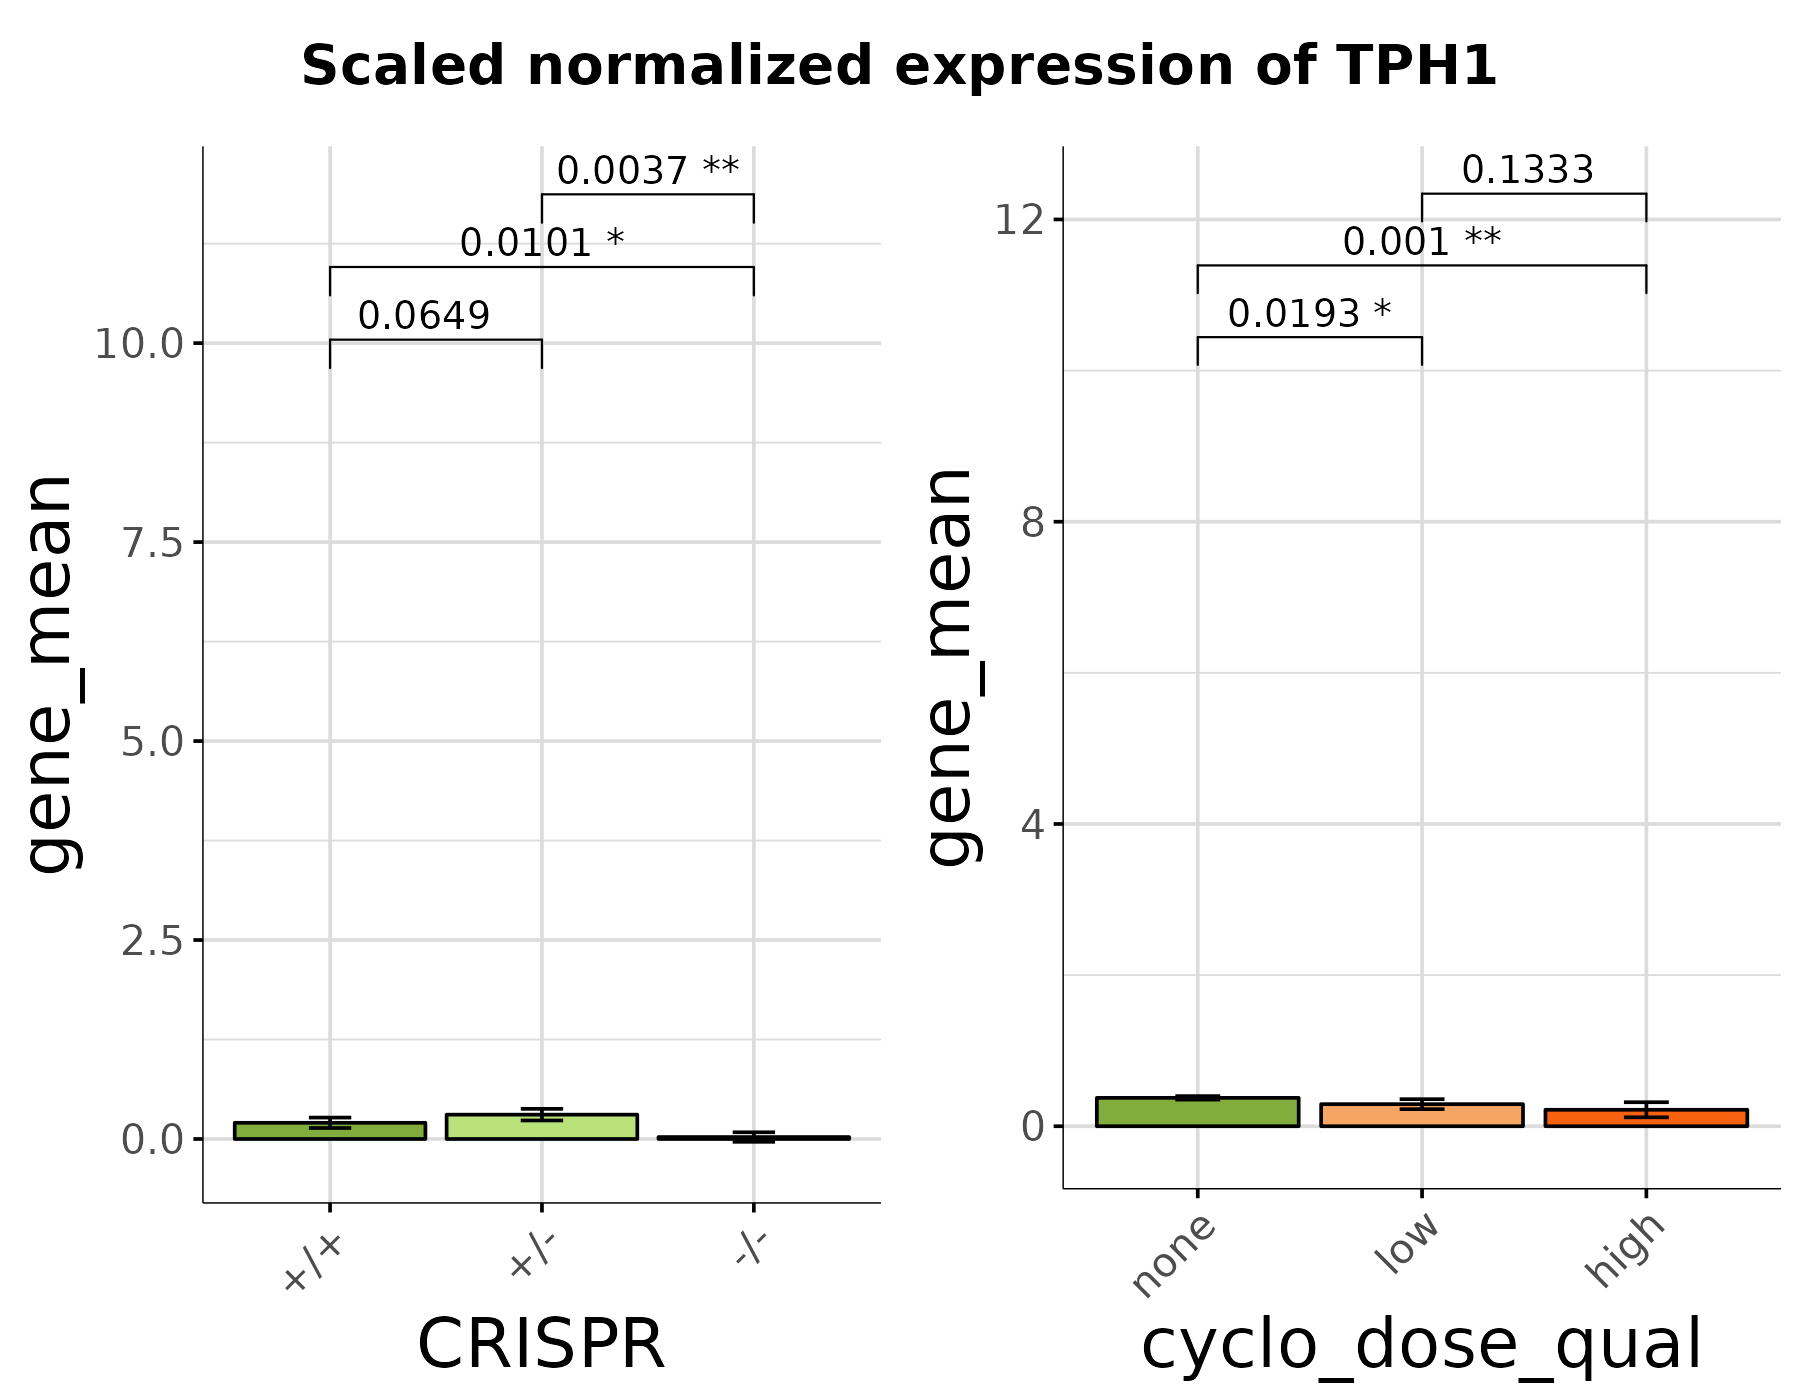 Scaled normalized expression of TPH1
gene_mean
10.0
7.5
5.0
2.5
0.0
0.0037 **
0.0101 *
0.0649
+/+
+/-
-/-
CRISPR
gene_mean
12
8
4
0
0.1333
0.001 **
0.0193 *
none
low
high
cyclo_dose_qual